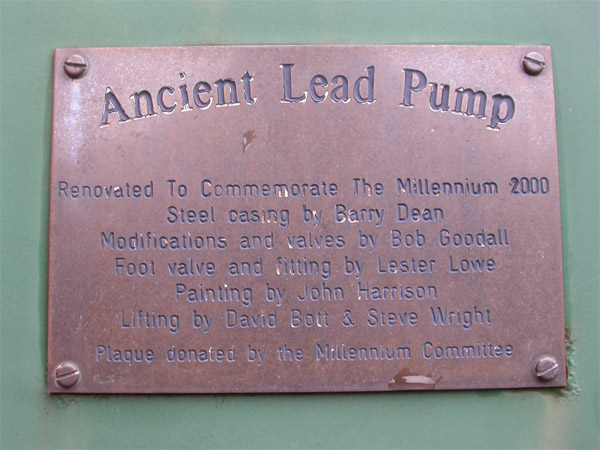 Ancient Lead Pump
Renovated To Commemorate The Millennium 2000
Steel casing by Barry Dean
Modifications and valves by Bob Goodall
Foot valve and fitting by Lester Lowe
Painting by John Harrison
Lifting by David Bott & Steve Wright
Plaque donated by the Millennium Committee